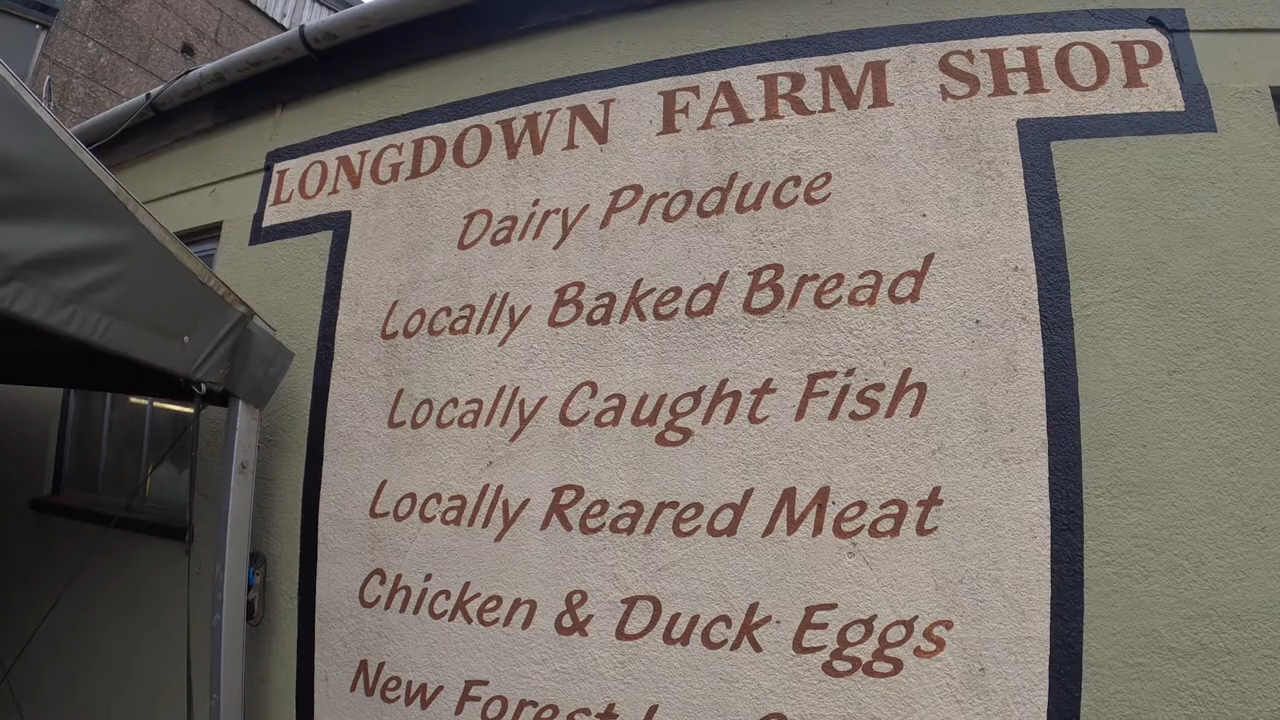 LONGDOWN FARM SHOP
Dairy Produce
Locally Baked Bread
Locally Caught Fish
Locally Reared Meat
Chicken & Duck Eggs
New Forest